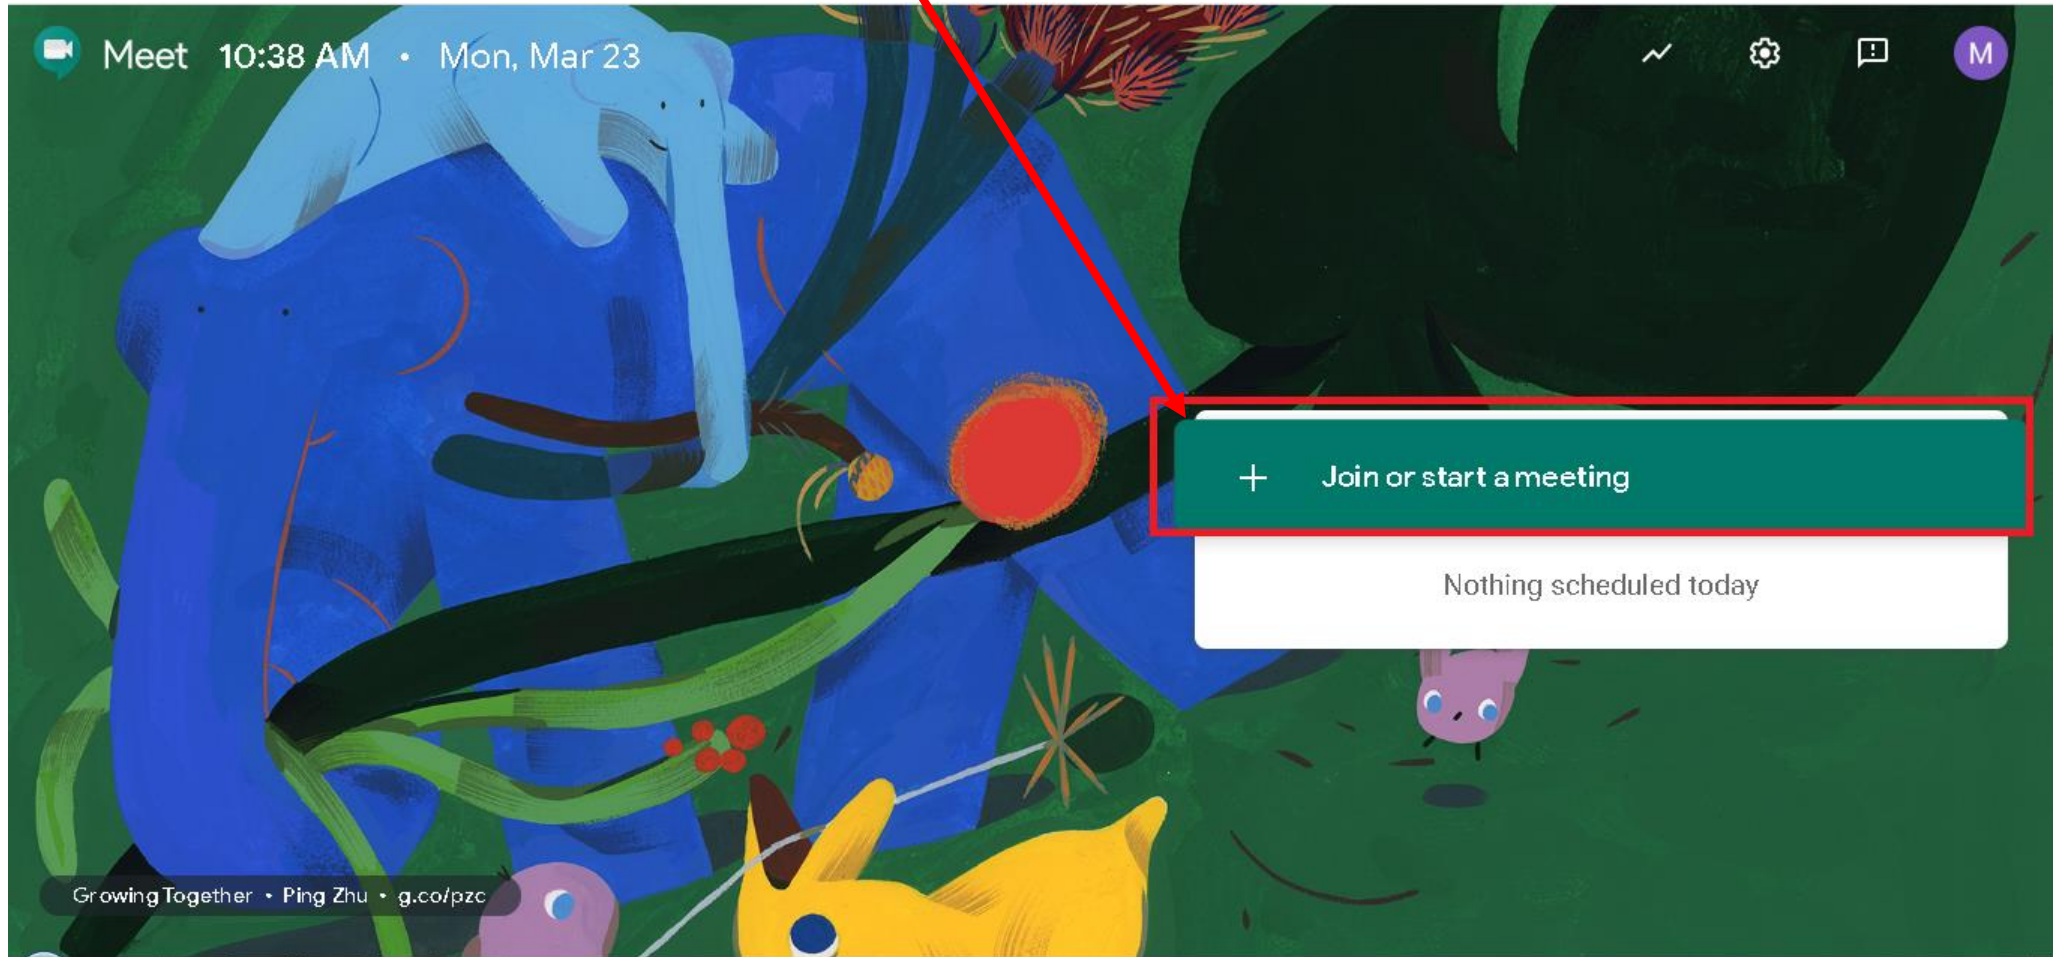 Meet 10:38 AM • Mon, Mar 23
M
Join or start a meeting
Nothing scheduled today
Growing Together • Ping Zhu • g.co/pzc